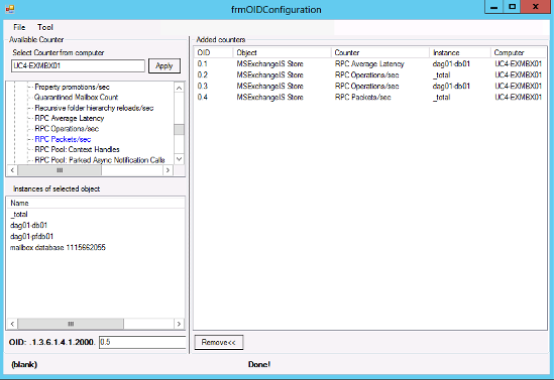 frmOIDConfiguration
File Tool
Available Counter
Select Counter from computer
UC4-EXMBX01 Apply
Property promotions/sec
Quarantined Mailbox Count
Recursive folder hierarchy reloads/sec
RPC Average Latency
RPC Operations/sec
RPC Packets/sec
RPC Pool: Context Handles
RPC Pool: Parked Async Notification Calls
Instances of selected object
Name
_total
dag01-db01
dag01-pfdb01
mailbox database 1115662055
OID: .1.3.6.1.4.1.2000. 0.5
(blank)
Added counters
OID Object Counter Instance Computer
0.1 MSExchangeIS Store RPC Average Latency dag01-db01 UC4-EXMBX01
0.2 MSExchangeIS Store RPC Operations/sec _total UC4-EXMBX01
0.3 MSExchangeIS Store RPC Operations/sec dag01-db01 UC4-EXMBX01
0.4 MSExchangeIS Store RPC Packets/sec _total UC4-EXMBX01
Remove<<
Done!